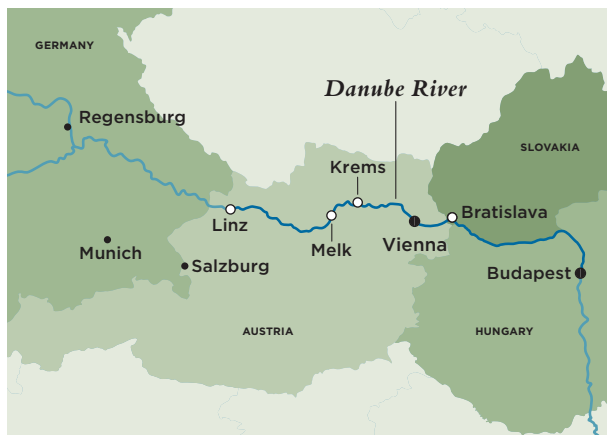 GERMANY
Danube River
Regensburg
SLOVAKIA
Krems
Linz
Bratislava
Melk
Vienna
Munich
Salzburg
Budapest
AUSTRIA
HUNGARY